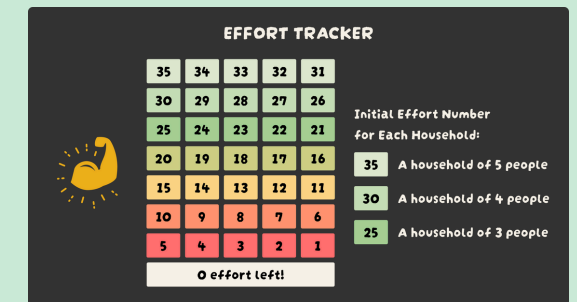 EFFORT TRACKER
35 34 33 32 31
30 29 28 27 26
25 24 23 22 21
20 19 18 17 16
15 14 13 12 11
10 9 8 7 6
5 4 3 2 1
0 effort left!
Initial Effort Number
for Each Household:
35 A household of 5 people
30 A household of 4 people
25 A household of 3 people